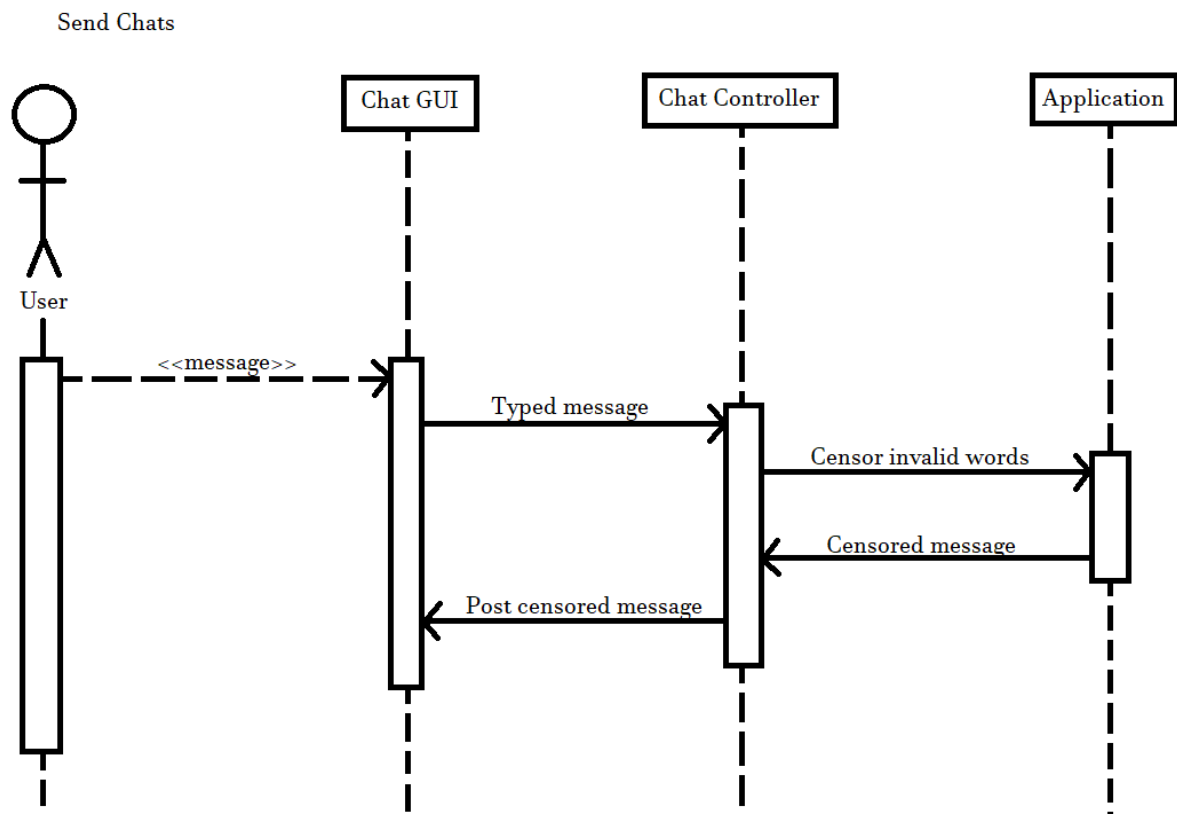 Send Chats
Chat GUI
Chat Controller
Application
User
<<message>>
Typed message
Censor invalid words
Censored message
Post censored message